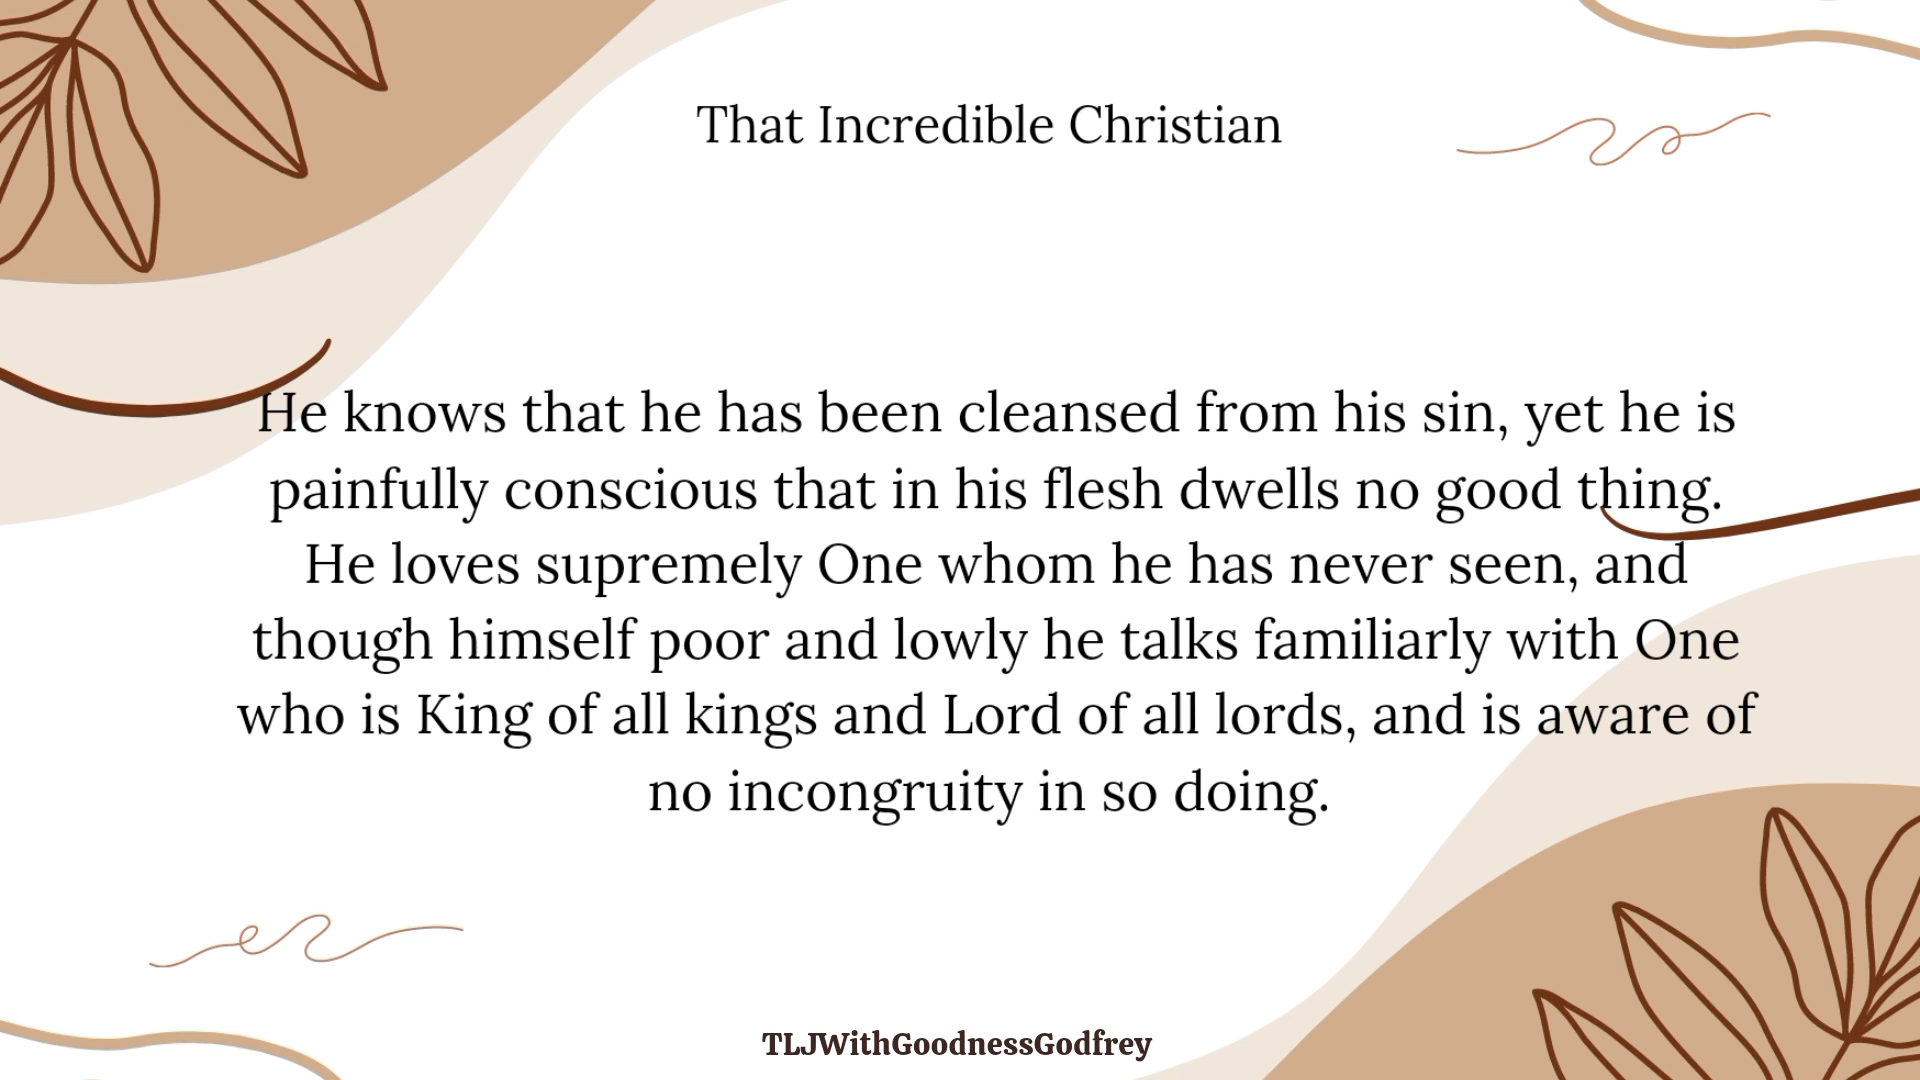 That Incredible Christian
He knows that he has been cleansed from his sin, yet he is
painfully conscious that in his flesh dwells no good thing.
He loves supremely One whom he has never seen, and
though himself poor and lowly he talks familiarly with One
who is King of all kings and Lord of all lords, and is aware of
no incongruity in so doing.
TLJWithGoodnessGodfrey